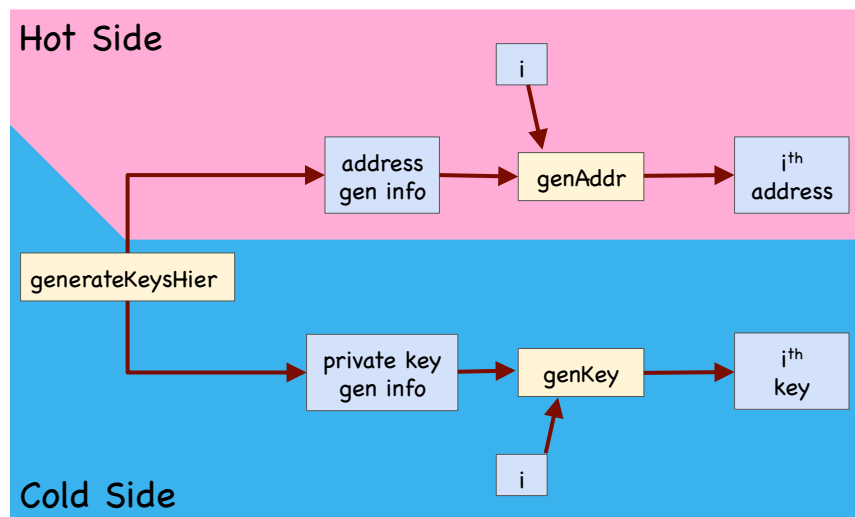 Hot Side
i
address
gen info
genAddr
iᵗʰ
address
generateKeysHier
private key
gen info
genKey
iᵗʰ
key
i
Cold Side